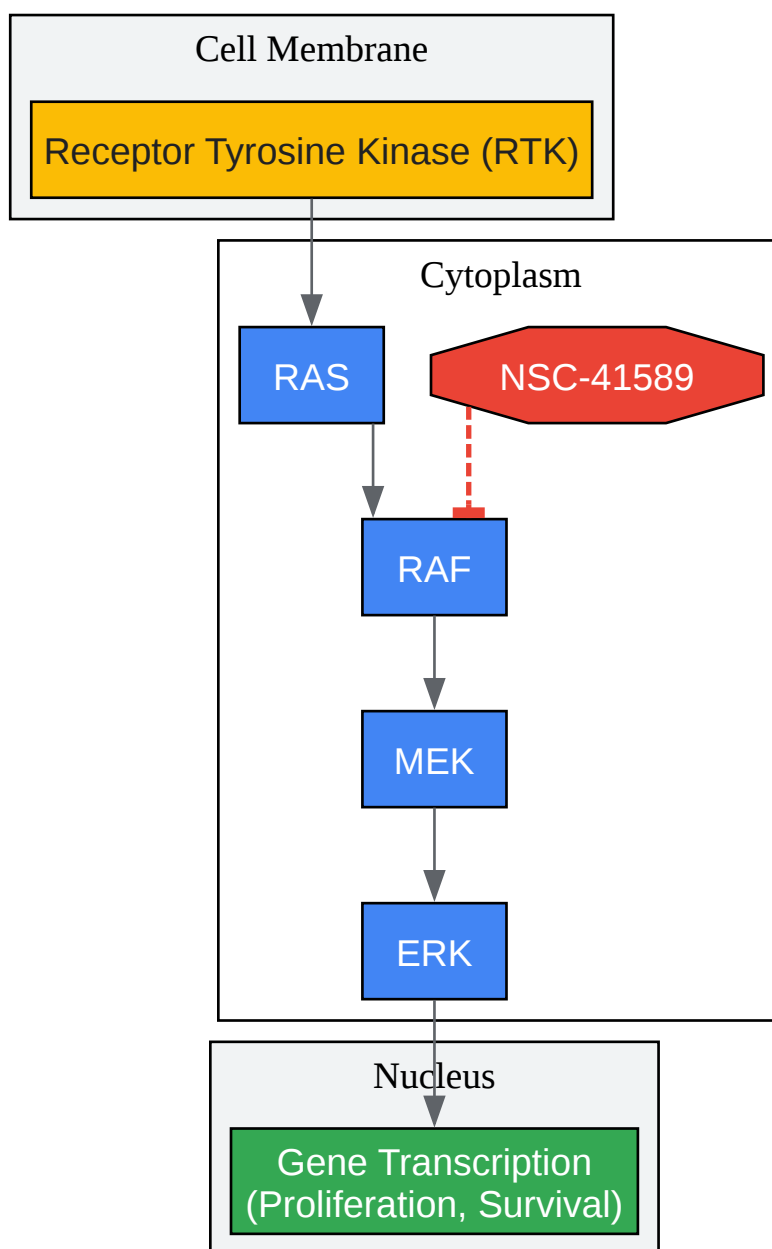 Cell Membrane
Receptor Tyrosine Kinase (RTK)
Cytoplasm
RAS
NSC-41589
RAF
MEK
ERK
Nucleus
Gene Transcription
(Proliferation, Survival)